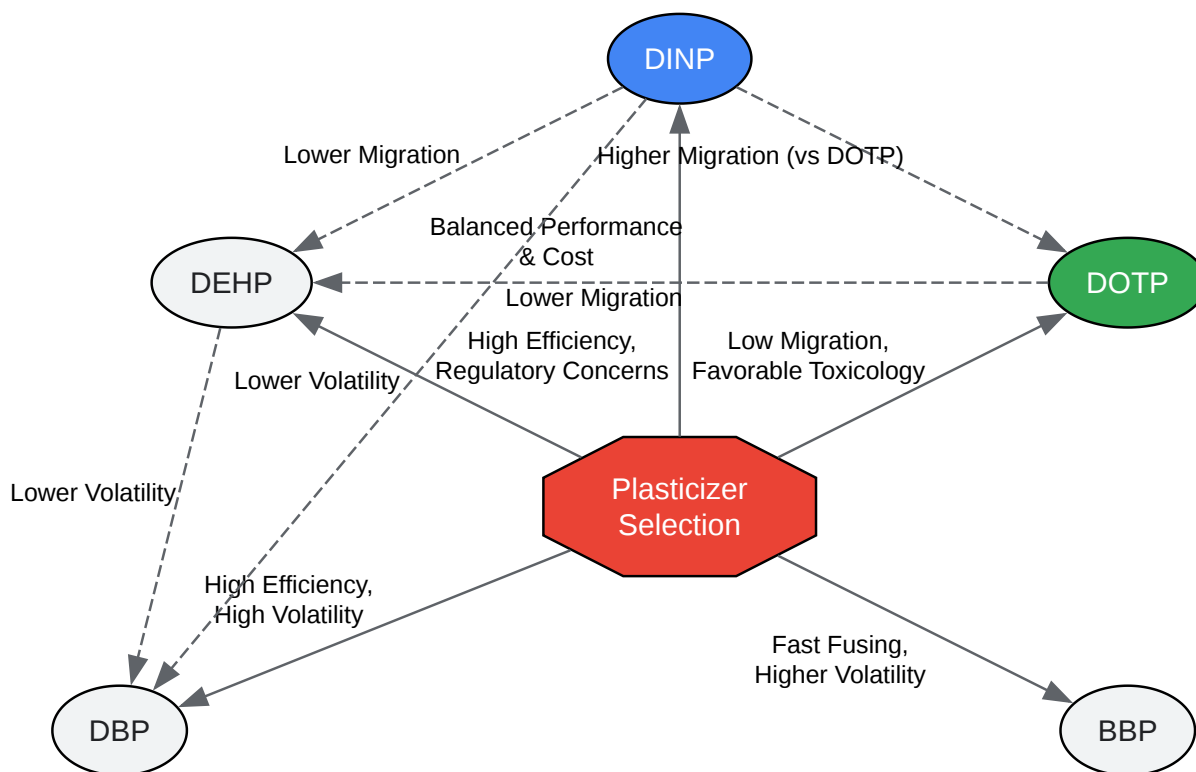 DINP
Lower Migration
Higher Migration (vs DOTP)
Balanced Performance
& Cost
DEHP
DOTP
Lower Migration
High Efficiency,
Regulatory Concerns
Low Migration,
Favorable Toxicology
Lower Volatility
Plasticizer
Selection
Lower Volatility
High Efficiency,
High Volatility
Fast Fusing,
Higher Volatility
DBP
BBP